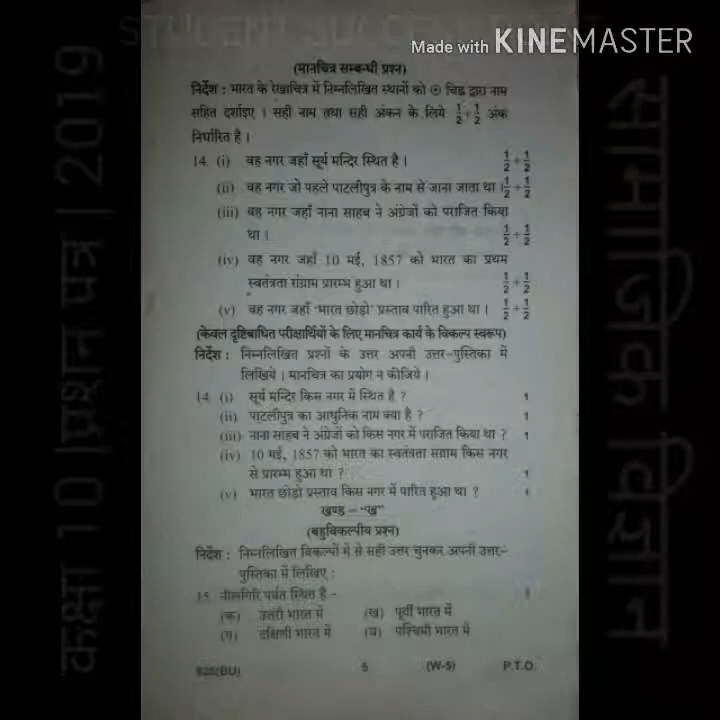 STUDENT
Made with KINEMASTER
(मानचित्र सम्बन्धी प्रश्न)
निर्देश : भारत के रेखाचित्र में निम्नलिखित स्थानों को ⊙ चिह्न द्वारा नाम
सहित दर्शाइए । सही नाम तथा सही अंकन के लिये 1/2+1/2 अंक
निर्धारित है ।
14. (i) वह नगर जहाँ सूर्य मन्दिर स्थित है । 1/2+1/2
(ii) वह नगर जो पहले पाटलीपुत्र के नाम से जाना जाता था । 1/2+1/2
(iii) वह नगर जहाँ नाना साहब ने अंग्रेजों को पराजित किया
था । 1/2+1/2
(iv) वह नगर जहाँ 10 मई, 1857 को भारत का प्रथम
स्वतंत्रता संग्राम प्रारम्भ हुआ था । 1/2+1/2
(v) वह नगर जहाँ 'भारत छोड़ो' प्रस्ताव पारित हुआ था । 1/2+1/2
(केवल दृष्टिबाधित परीक्षार्थियों के लिए मानचित्र कार्य के विकल्प स्वरूप)
निर्देश : निम्नलिखित प्रश्नों के उत्तर अपनी उत्तर-पुस्तिका में
लिखिये । मानचित्र का प्रयोग न कीजिये ।
14. (i) सूर्य मन्दिर किस नगर में स्थित है ? 1
(ii) पाटलीपुत्र का आधुनिक नाम क्या है ? 1
(iii) नाना साहब ने अंग्रेजों को किस नगर में पराजित किया था ? 1
(iv) 10 मई, 1857 को भारत का स्वतंत्रता संग्राम किस नगर
से प्रारम्भ हुआ था ? 1
(v) भारत छोड़ो प्रस्ताव किस नगर में पारित हुआ था ? 1
खण्ड – "ख"
(बहुविकल्पीय प्रश्न)
निर्देश : निम्नलिखित विकल्पों में से सही उत्तर चुनकर अपनी उत्तर-
पुस्तिका में लिखिए :
15. नीलगिरि पर्वत स्थित है - 1
(क) उत्तरी भारत में (ख) पूर्वी भारत में
(ग) दक्षिणी भारत में (घ) पश्चिमी भारत में
825(BU) 5 (W-5) P.T.O.
कक्षा 10 | प्रशन पत्र | 2019
सामाजिक विज्ञान